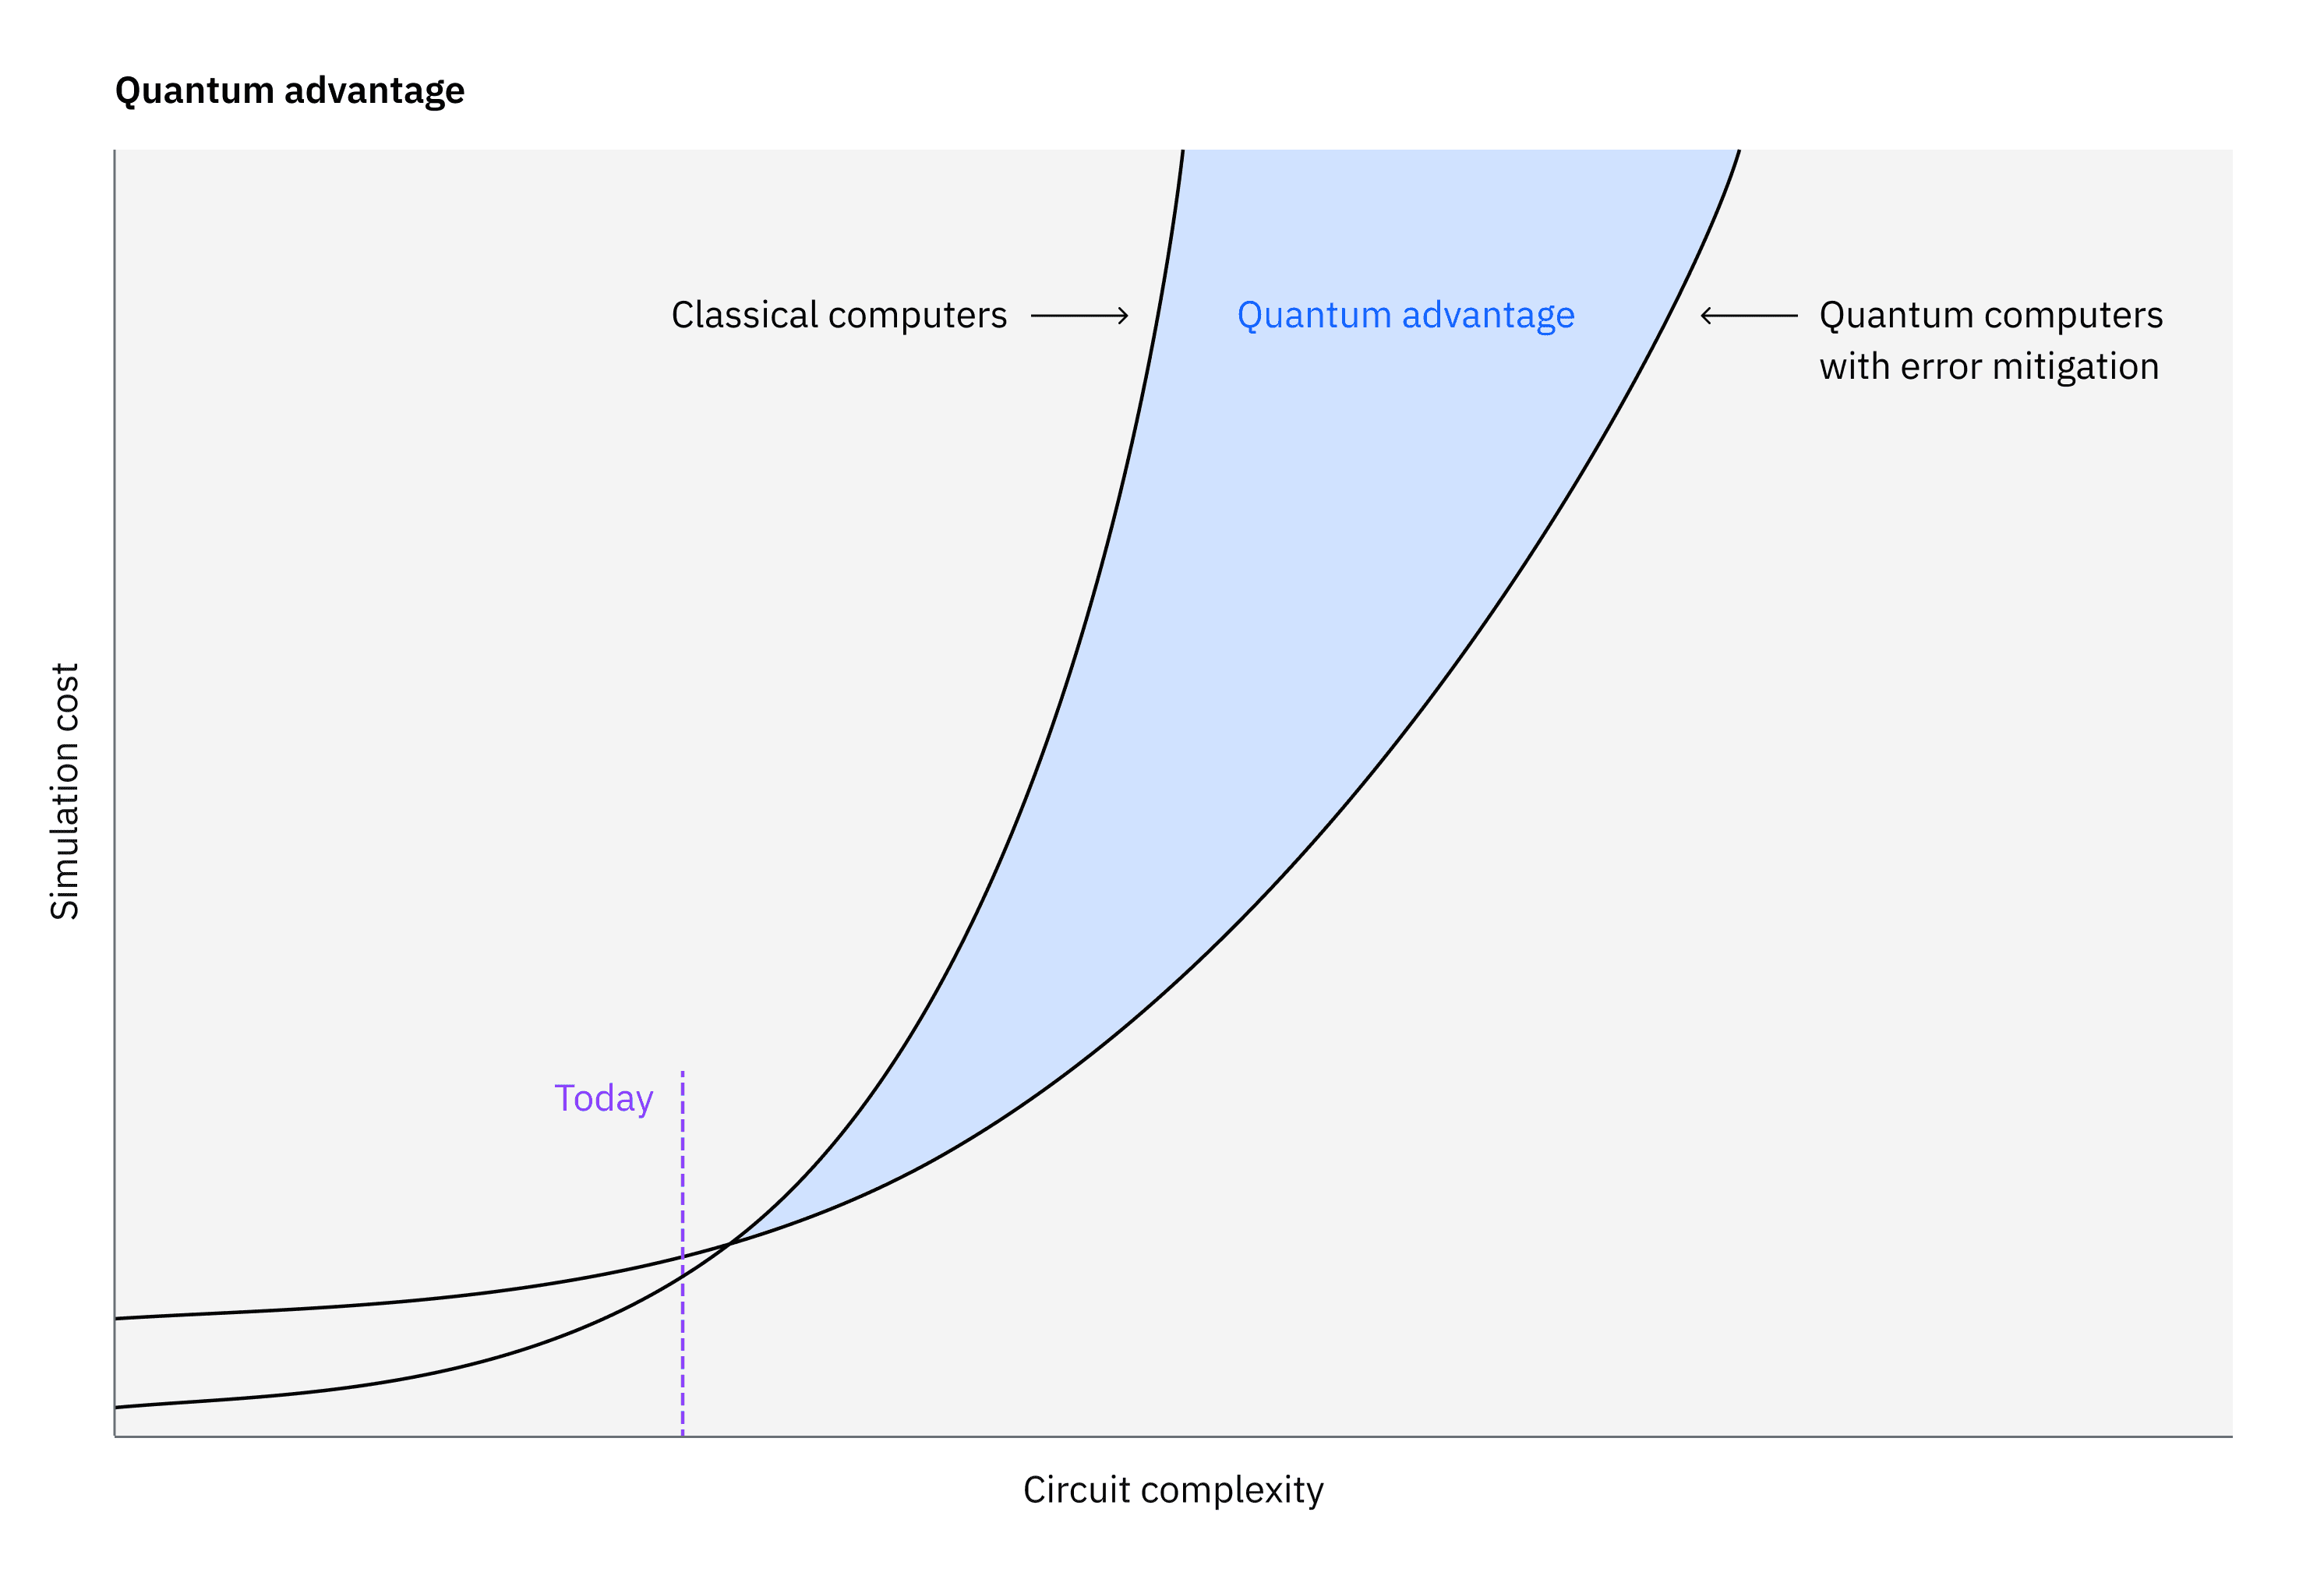 Quantum advantage
Classical computers
Quantum advantage
Quantum computers
with error mitigation
Simulation cost
Today
Circuit complexity